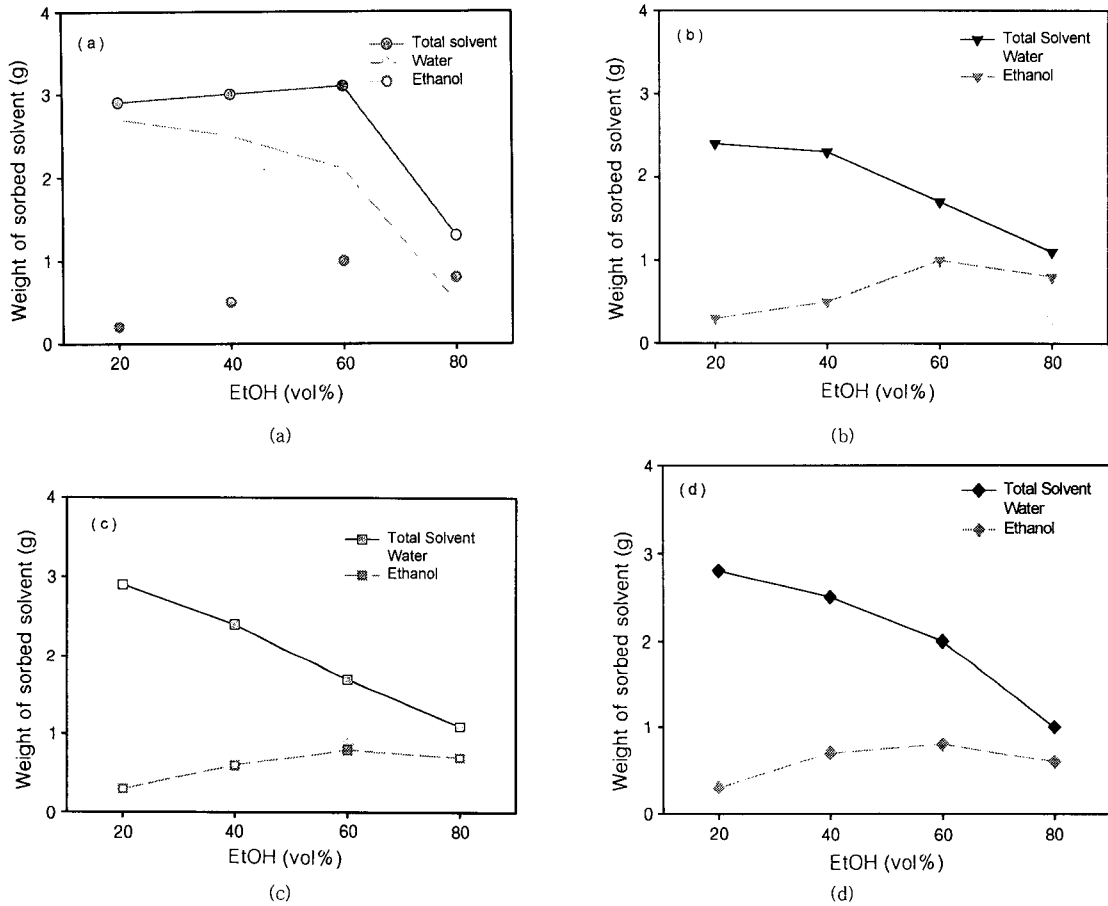 (a)
Total solvent
Water
Ethanol
Weight of sorbed solvent (g)
4
3
2
1
0
20 40 60 80
EtOH (vol%)
(a)
(b)
Total Solvent
Water
Ethanol
Weight of sorbed solvent (g)
4
3
2
1
0
20 40 60 80
EtOH (vol%)
(b)
(c)
Total Solvent
Water
Ethanol
Weight of sorbed solvent (g)
4
3
2
1
0
20 40 60 80
EtOH (vol%)
(c)
(d)
Total Solvent
Water
Ethanol
Weight of sorbed solvent (g)
4
3
2
1
0
20 40 60 80
EtOH (vol%)
(d)